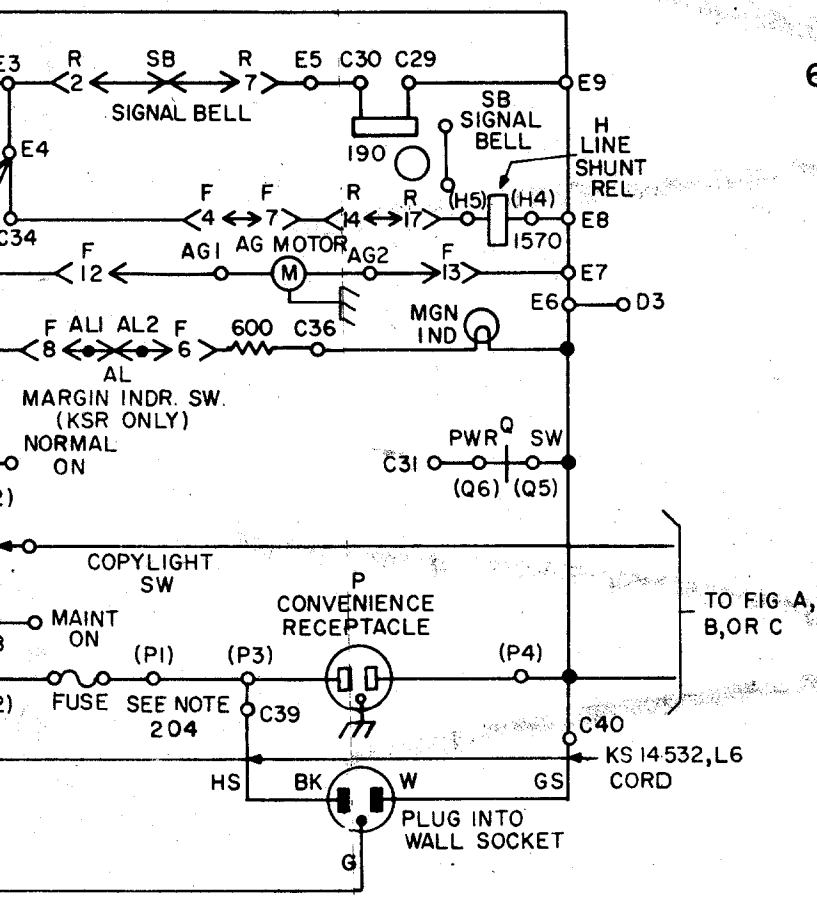 E3 R SB R E5 C30 C29
2 7 E9
SIGNAL BELL
SB
SIGNAL
BELL
190
H
LINE
SHUNT
REL.
E4
F F R R (H5) (H4)
4 7 14 17 E8
C34
1570
F AG1 AG MOTOR AG2 F
12 M 13 E7
E6 D3
MGN
IND
F AL1 AL2 F 600 C36
8 6
AL
MARGIN INDR. SW.
(KSR ONLY)
NORMAL
ON
C31 PWR Q SW
(Q6) (Q5)
2)
COPYLIGHT
SW
MAINT
ON
P
CONVENIENCE
RECEPTACLE
TO FIG A,
B, OR C
(P1) (P3) (P4)
FUSE SEE NOTE
204
2)
C39
C40
KS 14532, L6
CORD
HS BK W GS
PLUG INTO
WALL SOCKET
G